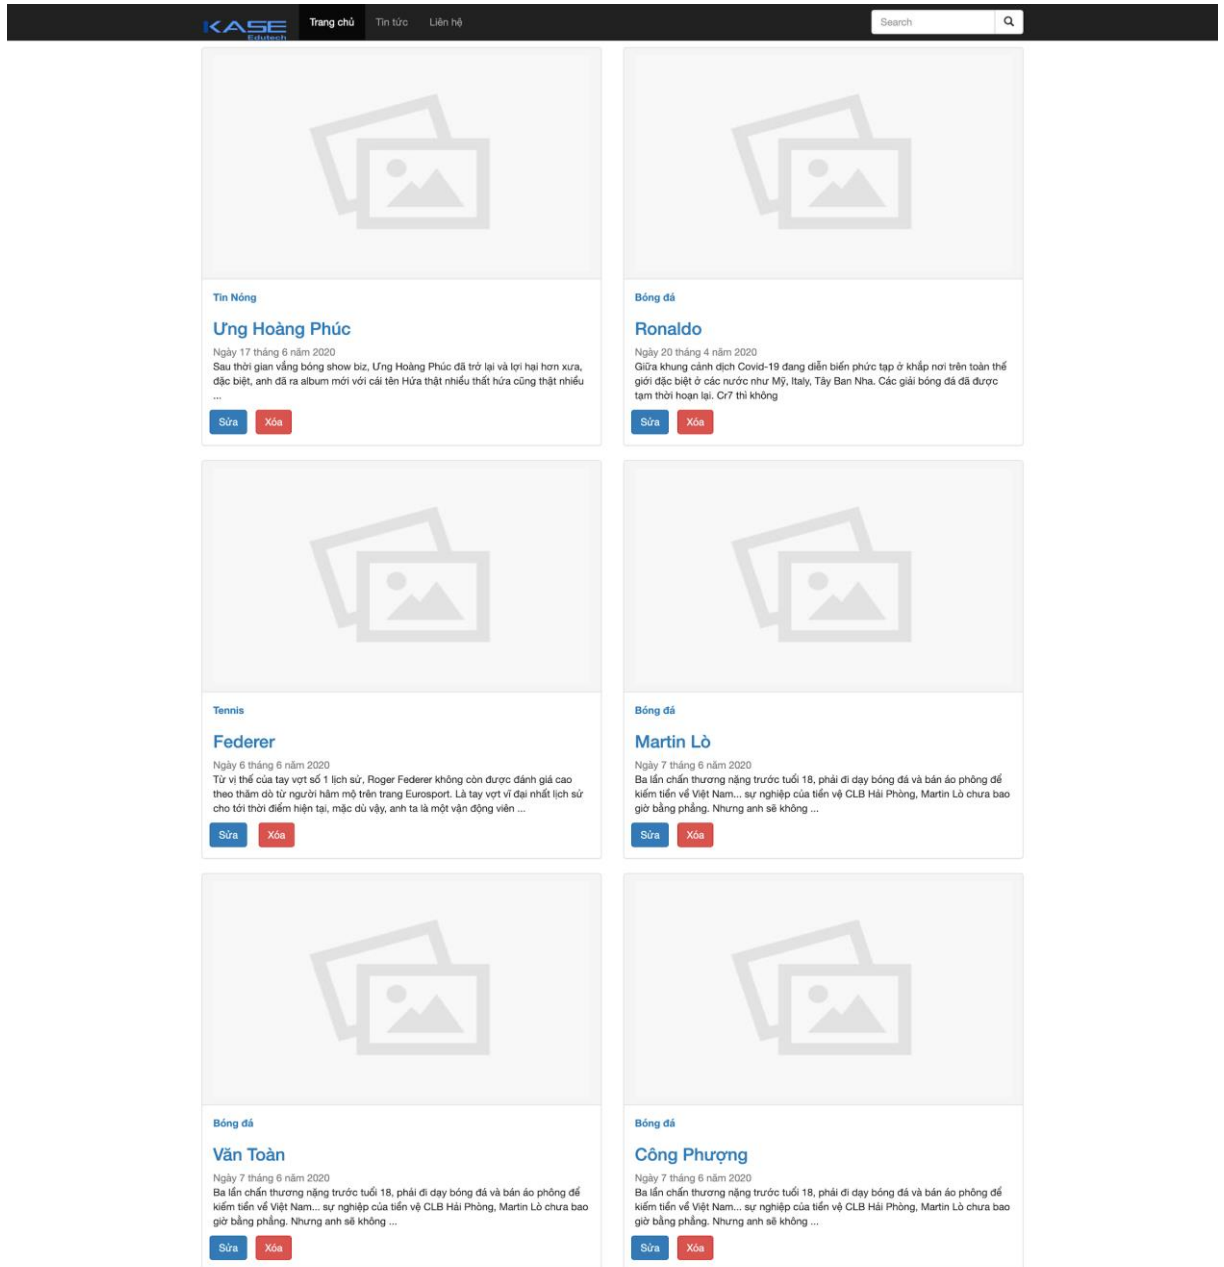 KASE
Edutech
Trang chủ Tin tức Liên hệ
Search
Tin Nóng
Ưng Hoàng Phúc
Ngày 17 tháng 6 năm 2020
Sau thời gian vắng bóng show biz, Ưng Hoàng Phúc đã trở lại và lợi hại hơn xưa,
đặc biệt, anh đã ra album mới với cái tên Hứa thật nhiều thất hứa cũng thật nhiều
...
Sửa Xóa
Bóng đá
Ronaldo
Ngày 20 tháng 4 năm 2020
Giữa khung cảnh dịch Covid-19 đang diễn biến phức tạp ở khắp nơi trên toàn thế
giới đặc biệt ở các nước như Mỹ, Italy, Tây Ban Nha. Các giải bóng đá đã được
tạm thời hoạn lại. Cr7 thì không
Sửa Xóa
Tennis
Federer
Ngày 6 tháng 6 năm 2020
Từ vị thế của tay vợt số 1 lịch sử, Roger Federer không còn được đánh giá cao
theo thăm dò từ người hâm mộ trên trang Eurosport. Là tay vợt vĩ đại nhất lịch sử
cho tới thời điểm hiện tại, mặc dù vậy, anh ta là một vận động viên ...
Sửa Xóa
Bóng đá
Martin Lò
Ngày 7 tháng 6 năm 2020
Ba lần chấn thương nặng trước tuổi 18, phải đi dạy bóng đá và bán áo phông để
kiếm tiền về Việt Nam... sự nghiệp của tiền vệ CLB Hải Phòng, Martin Lò chưa bao
giờ bằng phẳng. Nhưng anh sẽ không ...
Sửa Xóa
Bóng đá
Văn Toàn
Ngày 7 tháng 6 năm 2020
Ba lần chấn thương nặng trước tuổi 18, phải đi dạy bóng đá và bán áo phông để
kiếm tiền về Việt Nam... sự nghiệp của tiền vệ CLB Hải Phòng, Martin Lò chưa bao
giờ bằng phẳng. Nhưng anh sẽ không ...
Sửa Xóa
Bóng đá
Công Phượng
Ngày 7 tháng 6 năm 2020
Ba lần chấn thương nặng trước tuổi 18, phải đi dạy bóng đá và bán áo phông để
kiếm tiền về Việt Nam... sự nghiệp của tiền vệ CLB Hải Phòng, Martin Lò chưa bao
giờ bằng phẳng. Nhưng anh sẽ không ...
Sửa Xóa